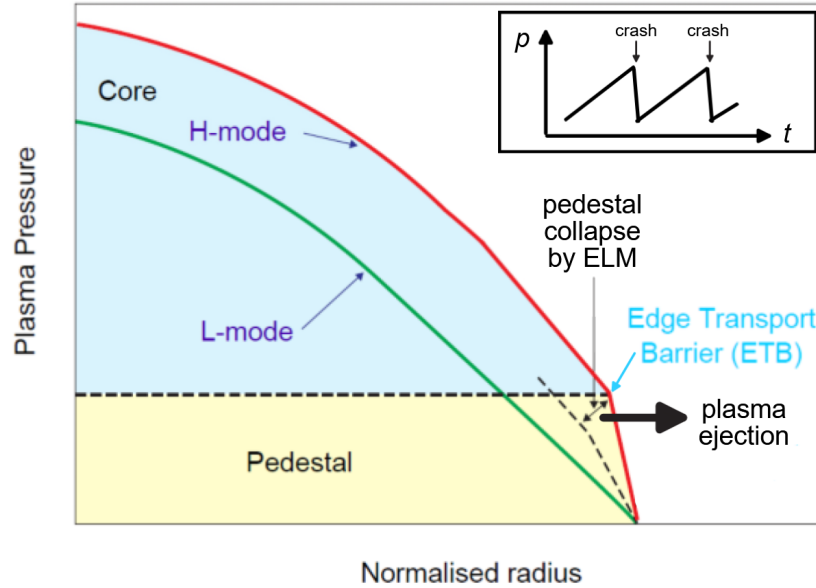 p
crash
crash
t
Core
H-mode
pedestal
collapse
by ELM
L-mode
Edge Transport
Barrier (ETB)
plasma
ejection
Pedestal
Plasma Pressure
Normalised radius